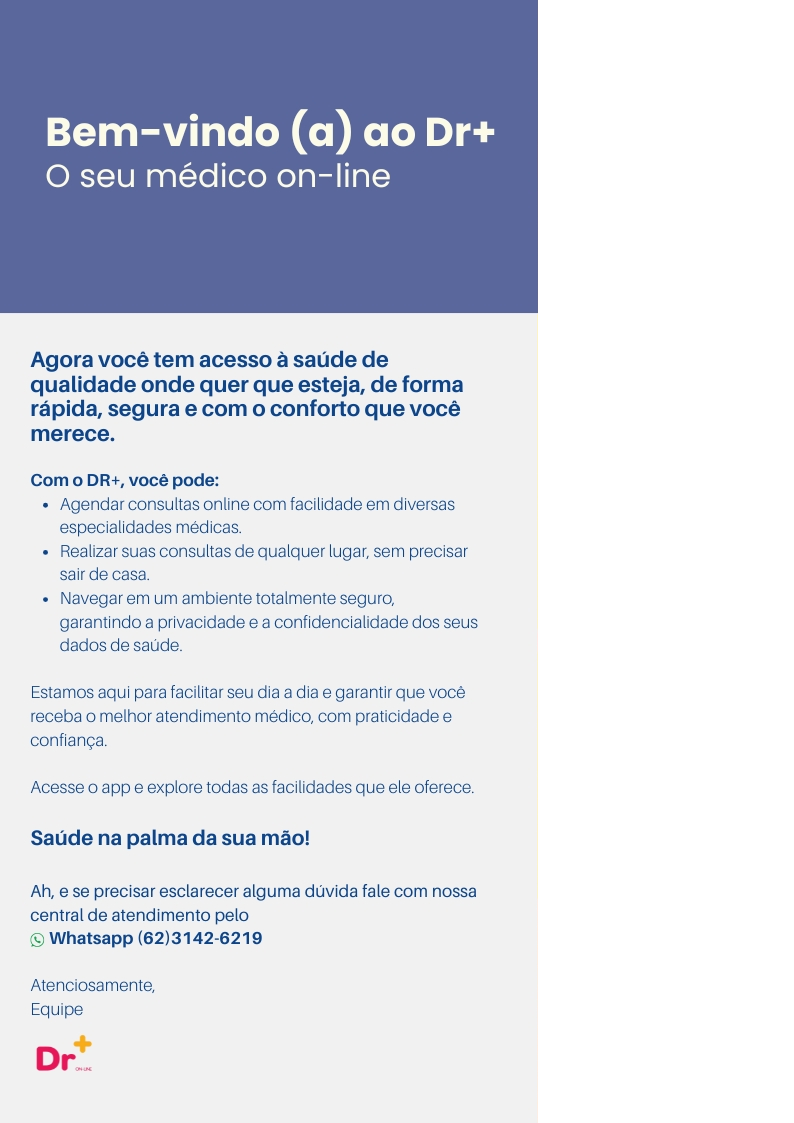 Bem-vindo (a) ao Dr+
O seu médico on-line
Agora você tem acesso à saúde de
qualidade onde quer que esteja, de forma
rápida, segura e com o conforto que você
merece.
Com o DR+, você pode:
• Agendar consultas online com facilidade em diversas
especialidades médicas.
• Realizar suas consultas de qualquer lugar, sem precisar
sair de casa.
• Navegar em um ambiente totalmente seguro,
garantindo a privacidade e a confidencialidade dos seus
dados de saúde.
Estamos aqui para facilitar seu dia a dia e garantir que você
receba o melhor atendimento médico, com praticidade e
confiança.
Acesse o app e explore todas as facilidades que ele oferece.
Saúde na palma da sua mão!
Ah, e se precisar esclarecer alguma dúvida fale com nossa
central de atendimento pelo
Whatsapp (62)3142-6219
Atenciosamente,
Equipe
Dr+
ON-LINE